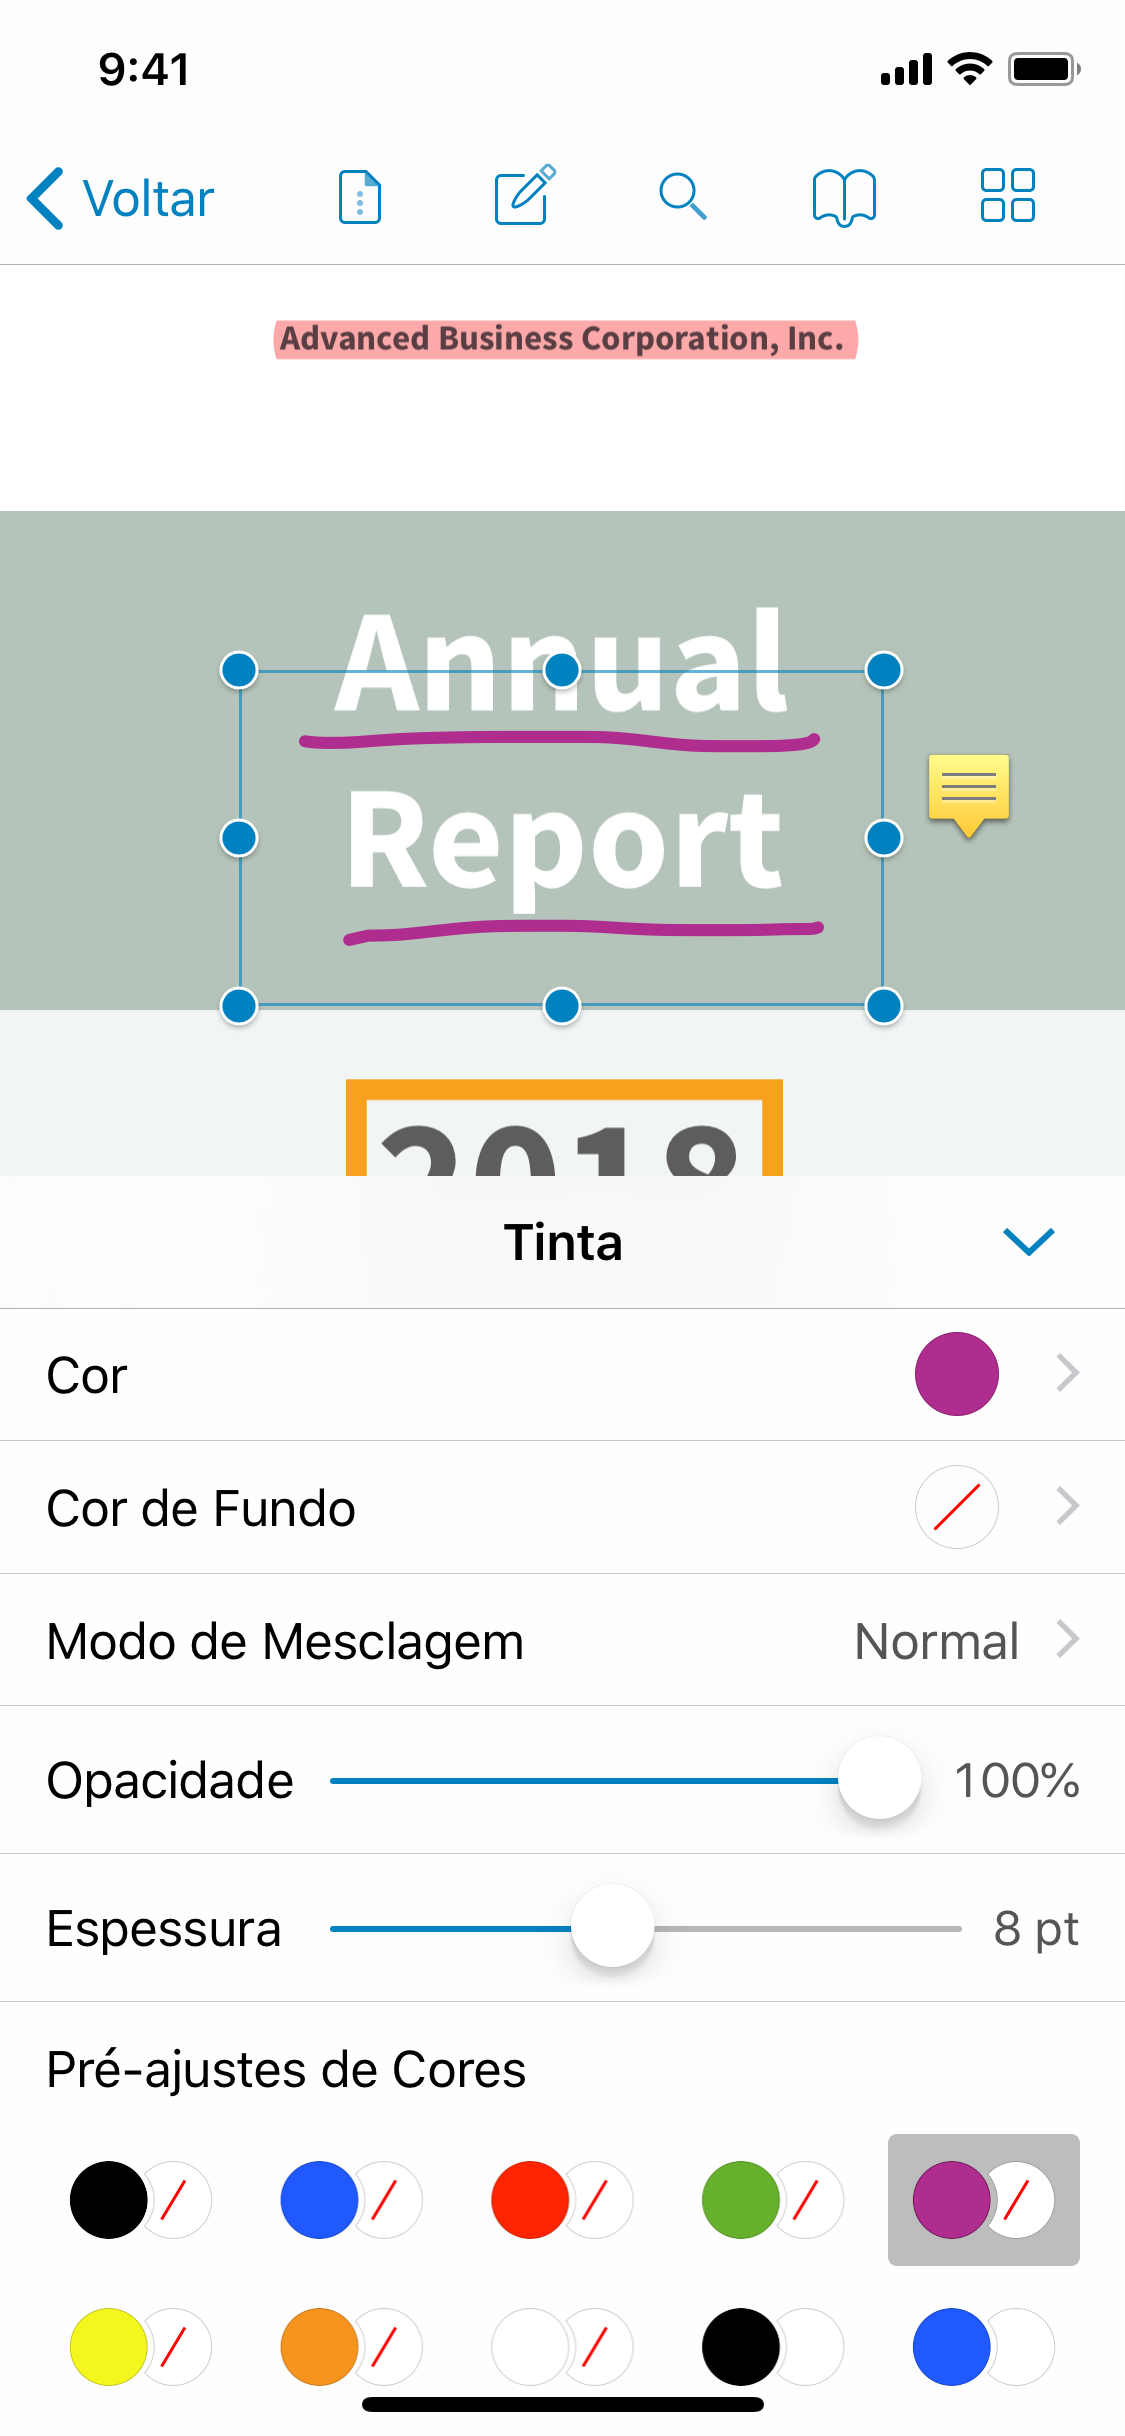 9:41
Voltar
Advanced Business Corporation, Inc.
Annual
Report
2018
Tinta
Cor
Cor de Fundo
Modo de Mesclagem Normal
Opacidade 100%
Espessura 8 pt
Pré-ajustes de Cores